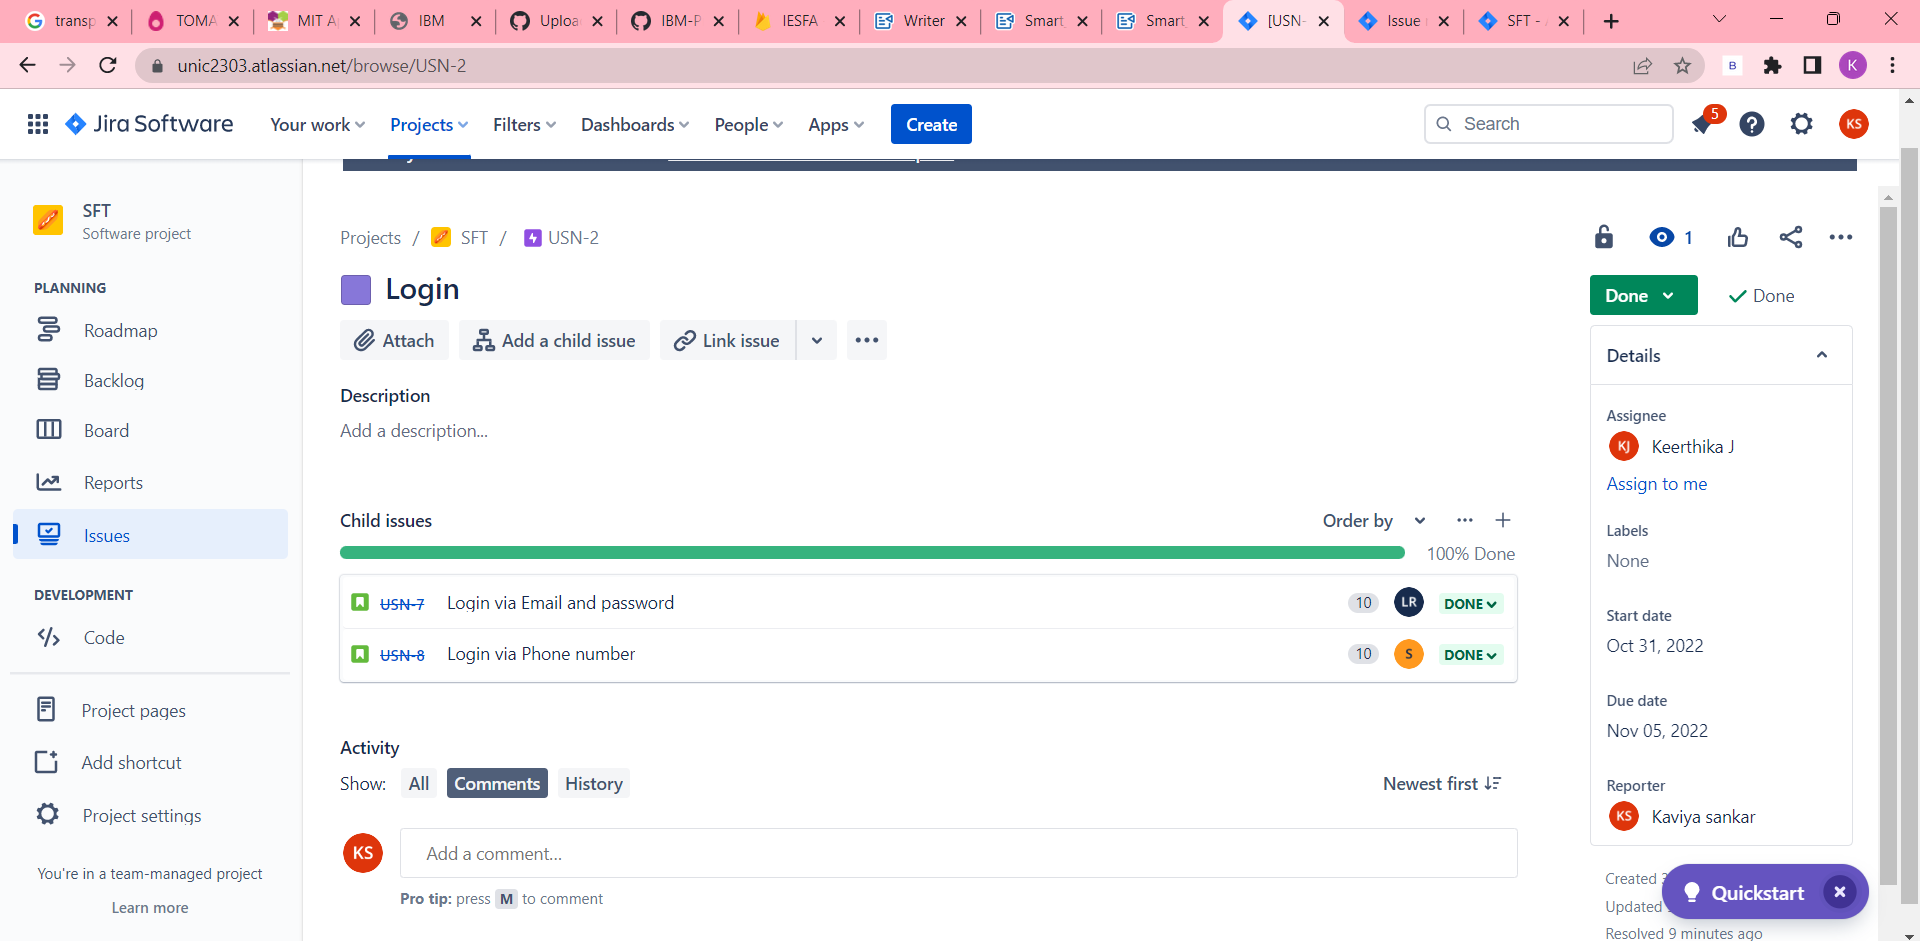 transp
TOMA
MIT A
IBM
Uploa
IBM-P
IESFA
Writer
Smart
Smart
[USN-
Issue
SFT -
unic2303.atlassian.net/browse/USN-2
B
K
Jira Software
Your work
Projects
Filters
Dashboards
People
Apps
Create
Search
5
KS
SFT
Software project
PLANNING
Roadmap
Backlog
Board
Reports
Issues
DEVELOPMENT
Code
Project pages
Add shortcut
Project settings
You're in a team-managed project
Learn more
Projects / SFT / USN-2
1
Login
Attach
Add a child issue
Link issue
Description
Add a description...
Child issues
Order by
100% Done
USN-7 Login via Email and password 10 LR DONE
USN-8 Login via Phone number 10 S DONE
Activity
Show: All Comments History
Newest first
KS
Add a comment...
Pro tip: press M to comment
Done
Done
Details
Assignee
KJ Keerthika J
Assign to me
Labels
None
Start date
Oct 31, 2022
Due date
Nov 05, 2022
Reporter
KS Kaviya sankar
Created
Updated
Resolved 9 minutes ago
Quickstart